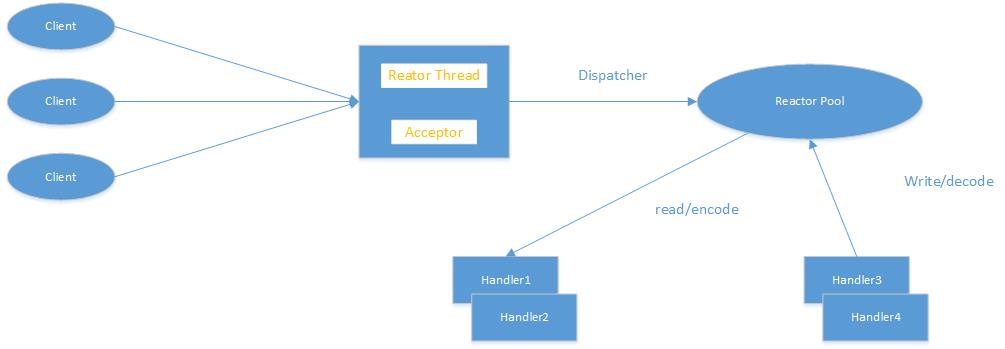 Client
Client
Client
Reator Thread
Acceptor
Dispatcher
Reactor Pool
read/encode
Write/decode
Handler1
Handler2
Handler3
Handler4